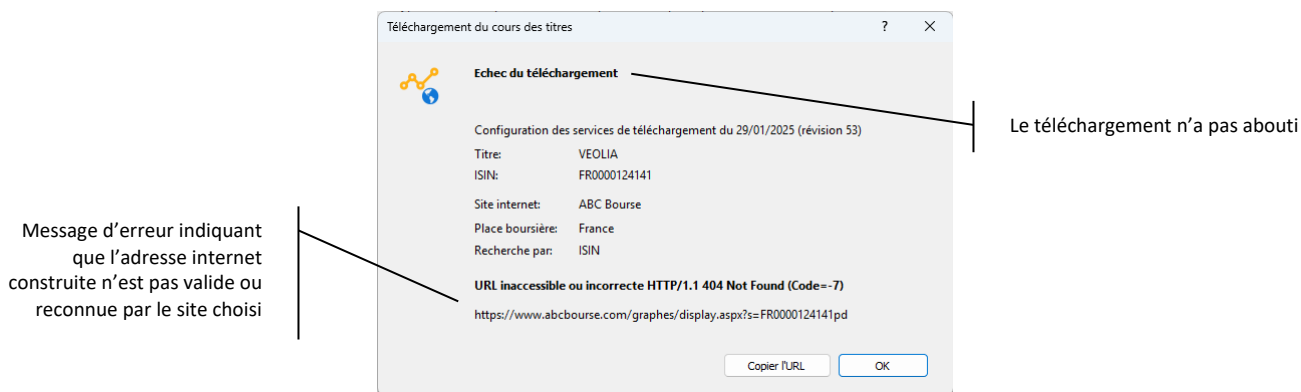 Téléchargement du cours des titres
Echec du téléchargement
Le téléchargement n'a pas abouti
Configuration des services de téléchargement du 29/01/2025 (révision 53)
Titre: VEOLIA
ISIN: FR0000124141
Site internet: ABC Bourse
Place boursière: France
Recherche par: ISIN
Message d'erreur indiquant
que l'adresse internet
construite n'est pas valide ou
reconnue par le site choisi
URL inaccessible ou incorrecte HTTP/1.1 404 Not Found (Code=-7)
https://www.abcbourse.com/graphes/display.aspx?s=FR0000124141pd
Copier l'URL OK